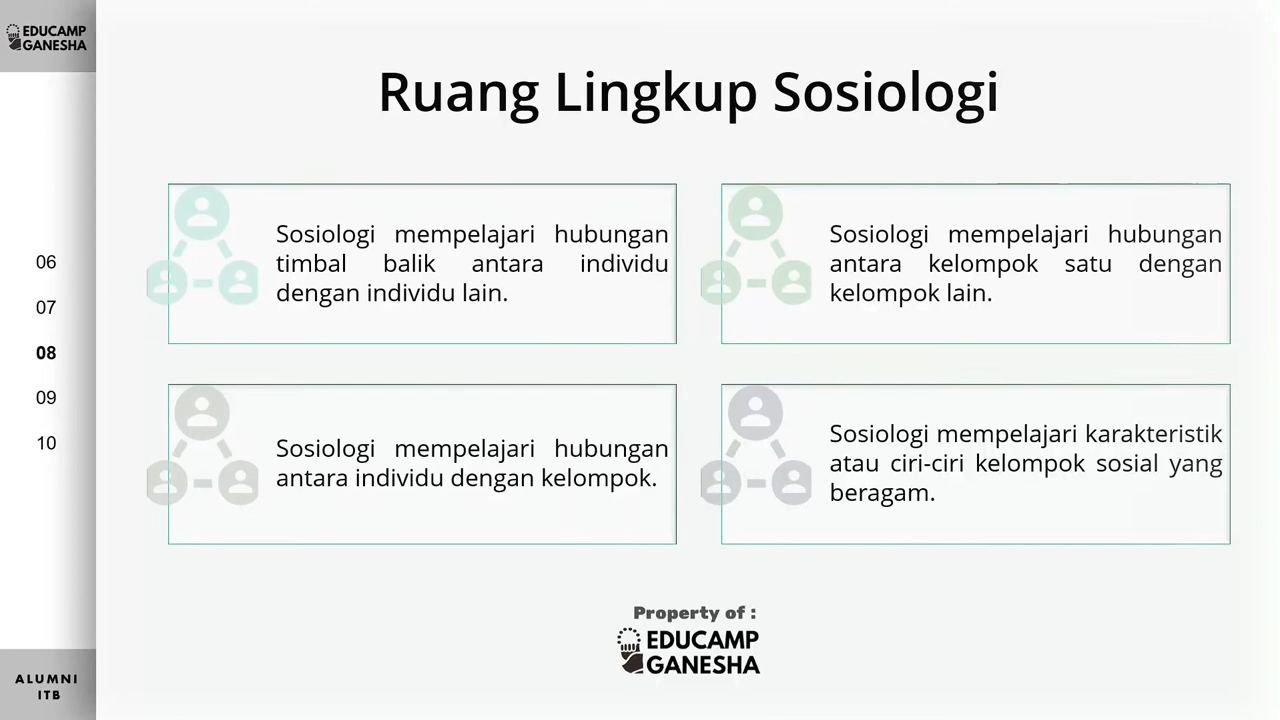 EDUCAMP
GANESHA
Ruang Lingkup Sosiologi
Sosiologi mempelajari hubungan
timbal balik antara individu
dengan individu lain.
Sosiologi mempelajari hubungan
antara kelompok satu dengan
kelompok lain.
06
07
08
09
10
Sosiologi mempelajari hubungan
antara individu dengan kelompok.
Sosiologi mempelajari karakteristik
atau ciri-ciri kelompok sosial yang
beragam.
Property of :
EDUCAMP
GANESHA
ALUMNI
ITB